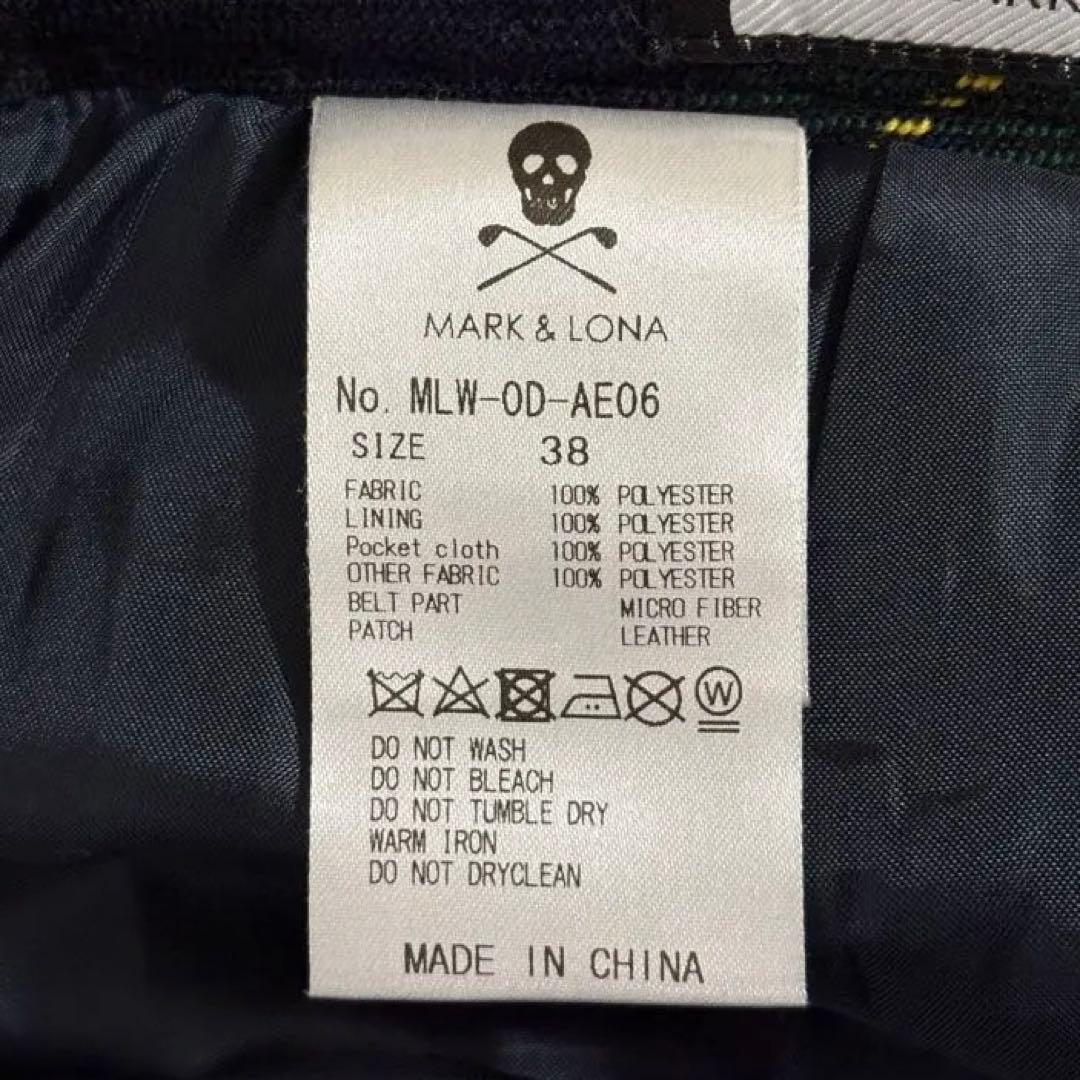 MARK & LONA
No. MLW-OD-AE06
SIZE 38
FABRIC 100% POLYESTER
LINING 100% POLYESTER
Pocket cloth 100% POLYESTER
OTHER FABRIC 100% POLYESTER
BELT PART MICRO FIBER
PATCH LEATHER
W
DO NOT WASH
DO NOT BLEACH
DO NOT TUMBLE DRY
WARM IRON
DO NOT DRYCLEAN
MADE IN CHINA